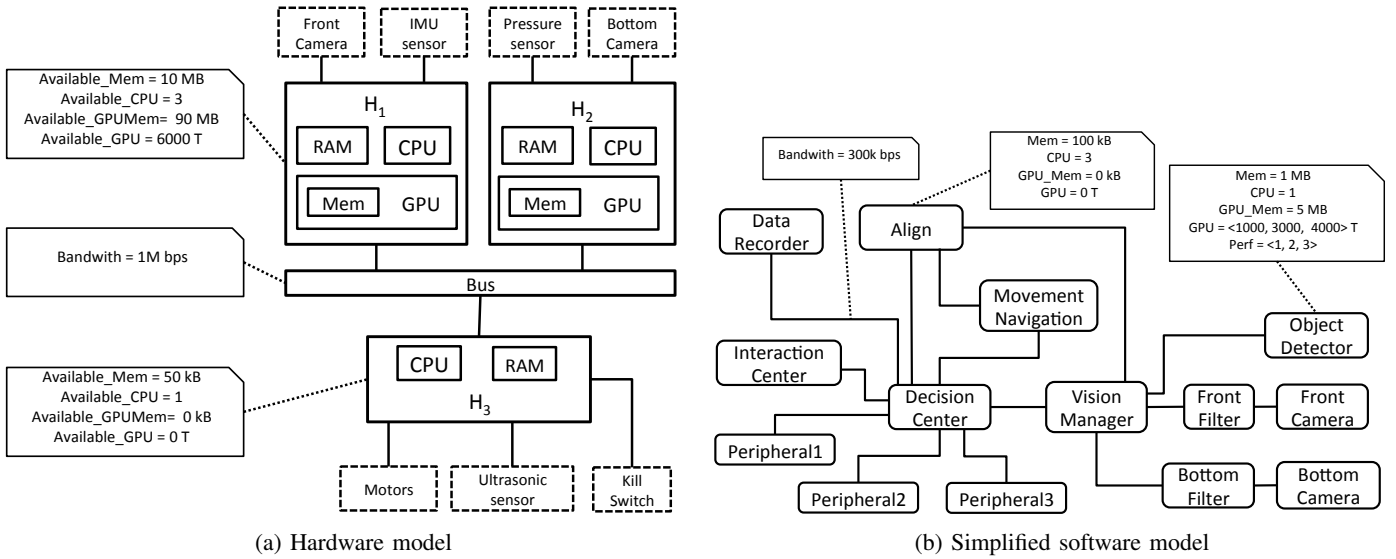 Front
Camera
IMU
sensor
Pressure
sensor
Bottom
Camera
Available_Mem = 10 MB
Available_CPU = 3
Available_GPUMem= 90 MB
Available_GPU = 6000 T
H1
RAM
CPU
Mem
GPU
H2
RAM
CPU
Mem
GPU
Bandwith = 1M bps
Bus
CPU
RAM
H3
Available_Mem = 50 kB
Available_CPU = 1
Available_GPUMem= 0 kB
Available_GPU = 0 T
Motors
Ultrasonic
sensor
Kill
Switch
(a) Hardware model
Bandwith = 300k bps
Mem = 100 kB
CPU = 3
GPU_Mem = 0 kB
GPU = 0 T
Mem = 1 MB
CPU = 1
GPU_Mem = 5 MB
GPU = <1000, 3000, 4000> T
Perf = <1, 2, 3>
Data
Recorder
Align
Movement
Navigation
Object
Detector
Interaction
Center
Decision
Center
Vision
Manager
Front
Filter
Front
Camera
Peripheral1
Peripheral2
Peripheral3
Bottom
Filter
Bottom
Camera
(b) Simplified software model